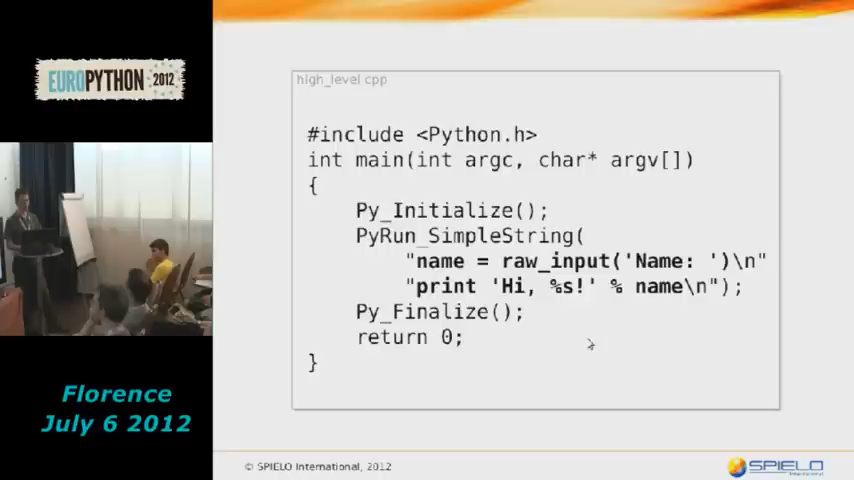 EUROPYTHON 2012
Florence
July 6 2012
high_level cpp
#include <Python.h>
int main(int argc, char* argv[])
{
Py_Initialize();
PyRun_SimpleString(
"name = raw_input('Name: ')\n"
"print 'Hi, %s!' % name\n");
Py_Finalize();
return 0;
}
© SPIELO International, 2012
SPIELO
International